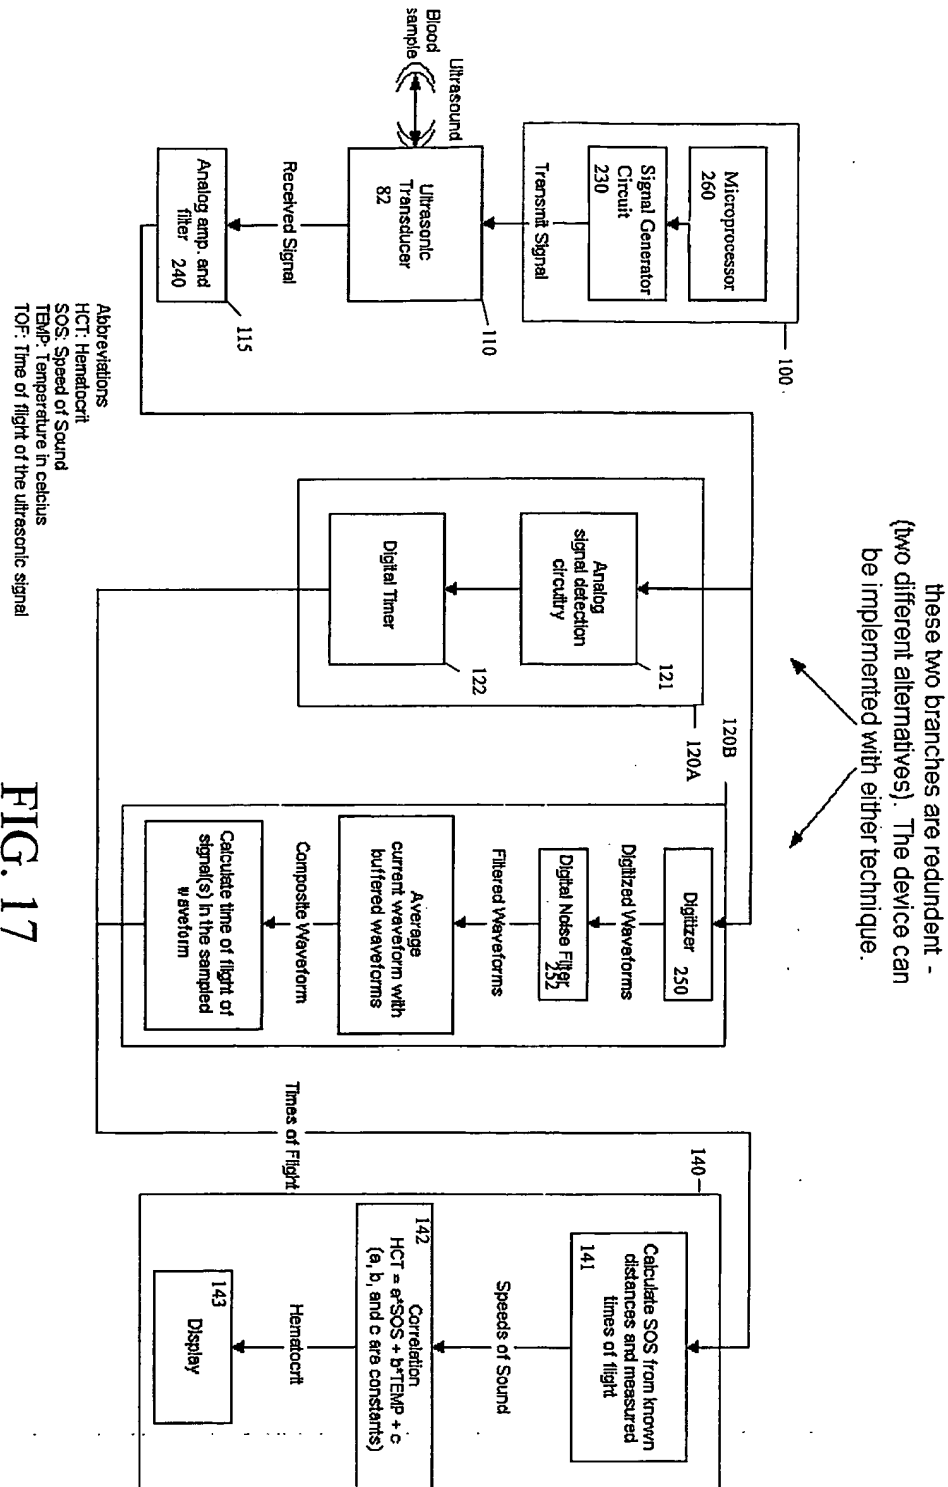 these two branches are redundent -
(two different alternatives). The device can
be implemented with either technique.
100
Microprocessor
260
Signal Generator
Circuit
230
Transmit Signal
Blood
sample
Ultrasound
Ultrasonic
Transducer
82
110
Received Signal
Analog amp. and
filter 240
115
120A
Analog
signal detection
circuitry
121
Digital Timer
122
120B
Digitizer 250
Digitized Waveforms
Digital Noise Filter
252
Filtered Waveforms
Average
current waveform with
buffered waveforms
Composite Waveform
Calculate time of flight of
signal(s) in the sampled
waveform
Times of Flight
140
Calculate SOS from known
distances and measured
times of flight
141
Speeds of Sound
142
Correlation
HCT = a*SOS + b*TEMP + c
(a, b, and c are constants)
Hematocrit
143
Display
Abbreviations
HCT: Hematocrit
SOS: Speed of Sound
TEMP: Temperature in celcius
TOF: Time of flight of the ultrasonic signal
FIG. 17